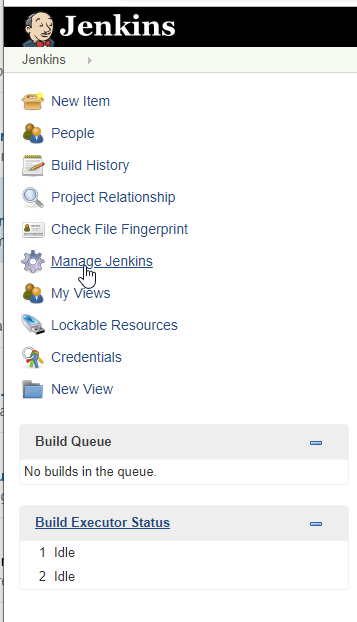 Jenkins
Jenkins
New Item
People
Build History
Project Relationship
Check File Fingerprint
Manage Jenkins
My Views
Lockable Resources
Credentials
New View
Build Queue
No builds in the queue.
Build Executor Status
1 Idle
2 Idle